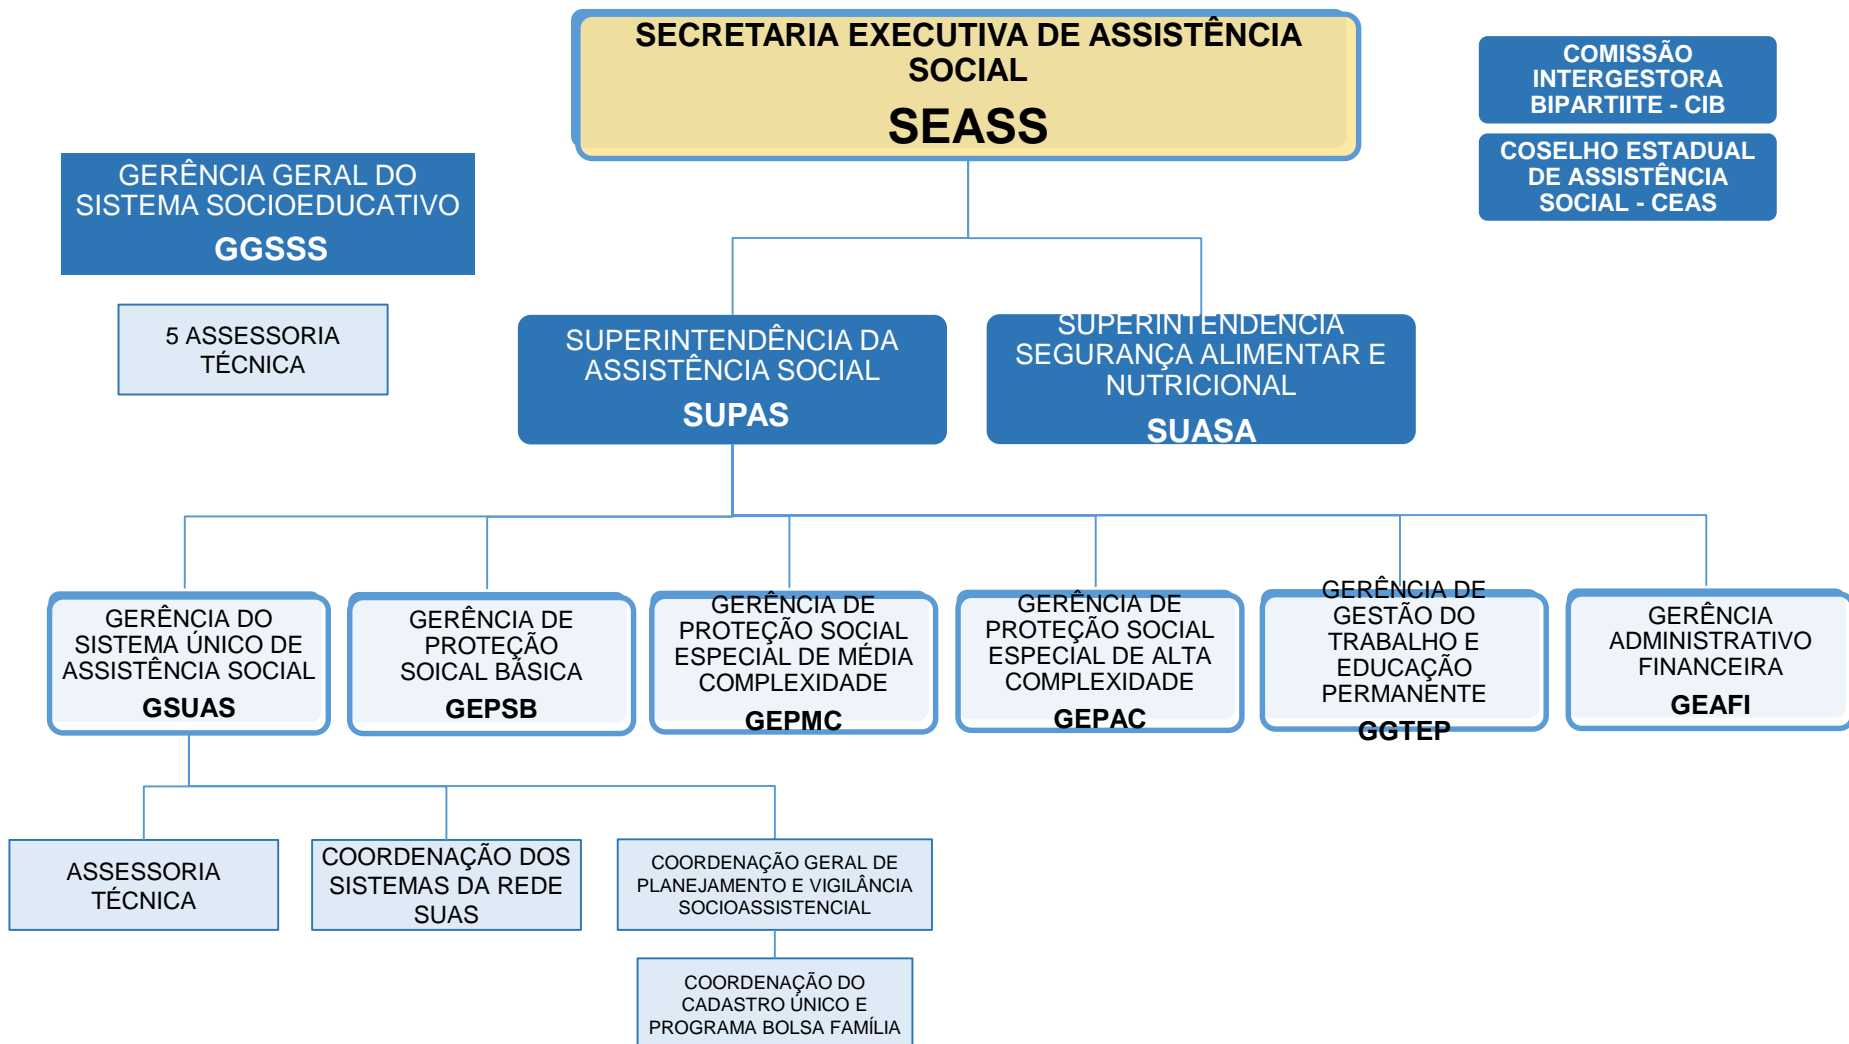 SECRETARIA EXECUTIVA DE ASSISTÊNCIA
SOCIAL
SEASS
COMISSÃO
INTERGESTORA
BIPARTIITE - CIB
COSELHO ESTADUAL
DE ASSISTÊNCIA
SOCIAL - CEAS
GERÊNCIA GERAL DO
SISTEMA SOCIOEDUCATIVO
GGSSS
5 ASSESSORIA
TÉCNICA
SUPERINTENDÊNCIA DA
ASSISTÊNCIA SOCIAL
SUPAS
SUPERINTENDÊNCIA
SEGURANÇA ALIMENTAR E
NUTRICIONAL
SUASA
GERÊNCIA DO
SISTEMA ÚNICO DE
ASSISTÊNCIA SOCIAL
GSUAS
GERÊNCIA DE
PROTEÇÃO
SOICAL BÁSICA
GEPSB
GERÊNCIA DE
PROTEÇÃO SOCIAL
ESPECIAL DE MÉDIA
COMPLEXIDADE
GEPMC
GERÊNCIA DE
PROTEÇÃO SOCIAL
ESPECIAL DE ALTA
COMPLEXIDADE
GEPAC
GERÊNCIA DE
GESTÃO DO
TRABALHO E
EDUCAÇÃO
PERMANENTE
GGTEP
GERÊNCIA
ADMINISTRATIVO
FINANCEIRA
GEAFI
ASSESSORIA
TÉCNICA
COORDENAÇÃO DOS
SISTEMAS DA REDE
SUAS
COORDENAÇÃO GERAL DE
PLANEJAMENTO E VIGILÂNCIA
SOCIOASSISTENCIAL
COORDENAÇÃO DO
CADASTRO ÚNICO E
PROGRAMA BOLSA FAMÍLIA